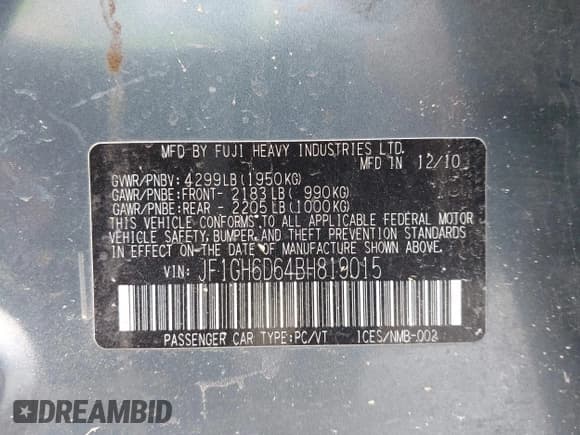 MFD BY FUJI HEAVY INDUSTRIES LTD.
MFD IN 12/10
GVWR/PNBV: 4299LB(1950KG)
GAWR/PNBE:FRONT- 2183LB( 990KG)
GAWR/PNBE:REAR - 2205LB(1000KG)
THIS VEHICLE CONFORMS TO ALL APPLICABLE FEDERAL MOTOR
VEHICLE SAFETY, BUMPER, AND THEFT PREVENTION STANDARDS
IN EFFECT ON THE DATE OF MANUFACTURE SHOWN ABOVE.
VIN: JF1GH6D64BH819015
PASSENGER CAR TYPE:PC/VT ICES/NMB-002
DREAMBID